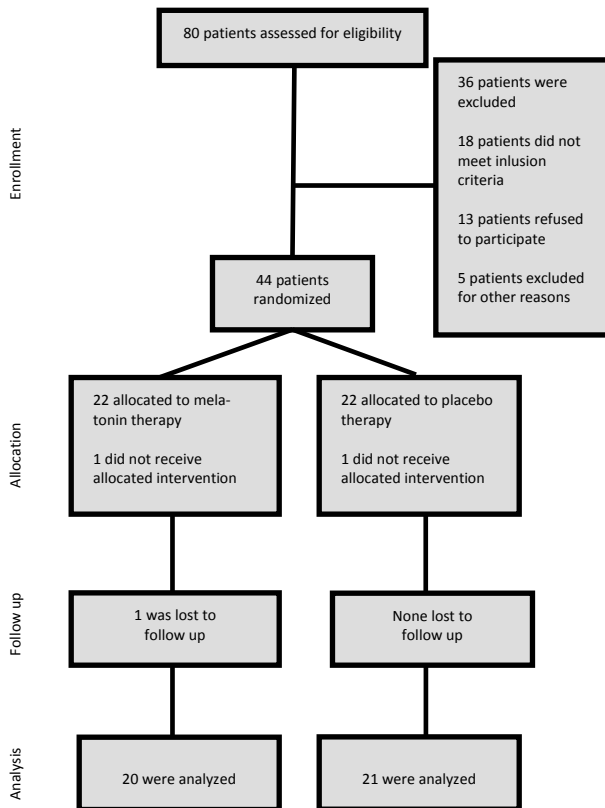 80 patients assessed for eligibility
Enrollment
36 patients were
excluded
18 patients did not
meet inlusion
criteria
13 patients refused
to participate
5 patients excluded
for other reasons
44 patients
randomized
Allocation
22 allocated to mela-
tonin therapy
1 did not receive
allocated intervention
22 allocated to placebo
therapy
1 did not receive
allocated intervention
Follow up
1 was lost to
follow up
None lost to
follow up
Analysis
20 were analyzed
21 were analyzed